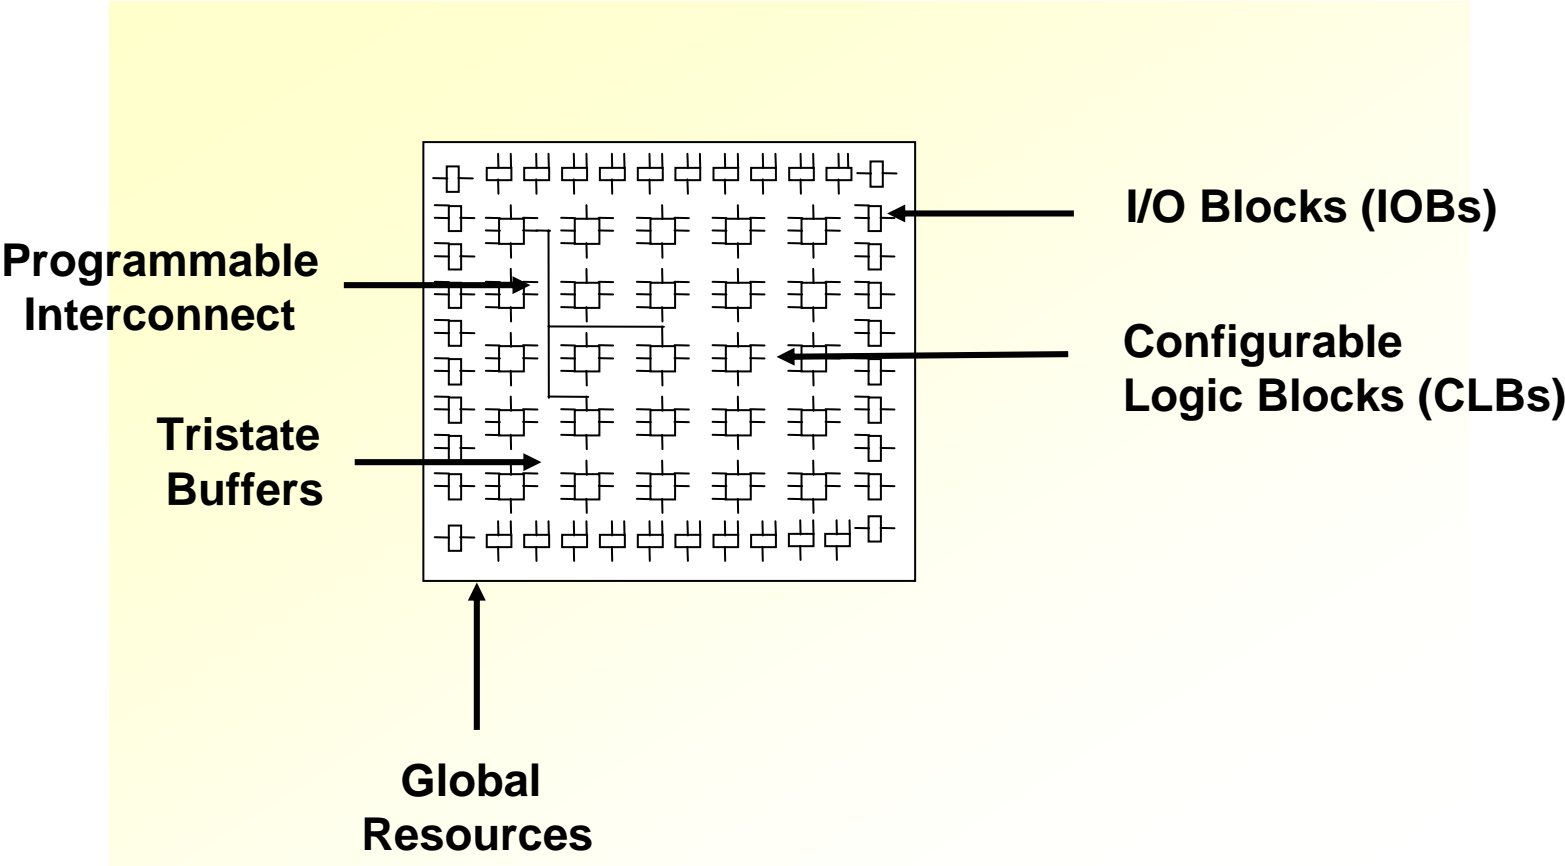 I/O Blocks (IOBs)
Programmable
Interconnect
Configurable
Logic Blocks (CLBs)
Tristate
Buffers
Global
Resources